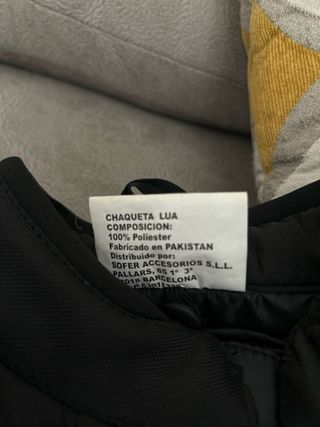 CHAQUETA LUA
COMPOSICION:
100% Poliester
Fabricado en PAKISTAN
Distribuido por:
SOFER ACCESORIOS S.L.L.
PALLARS, 65 1º 3ª
BARCELONA